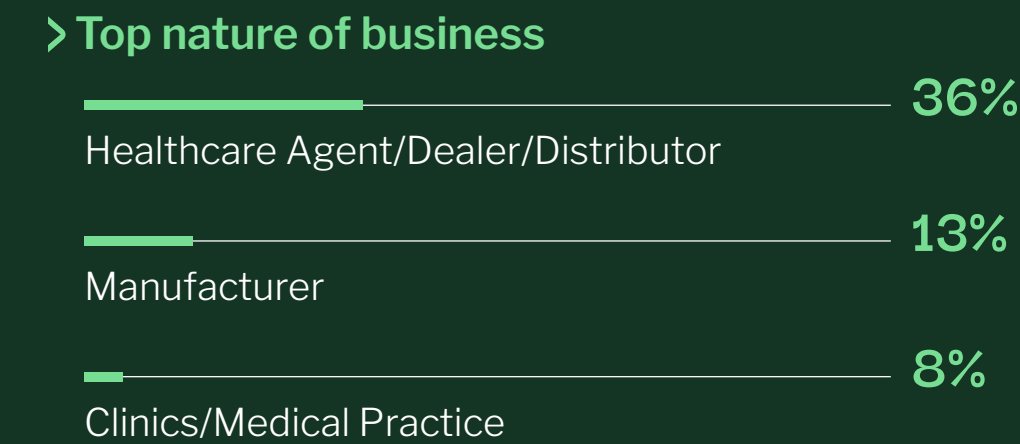 Top nature of business
36%
Healthcare Agent/Dealer/Distributor
13%
Manufacturer
8%
Clinics/Medical Practice